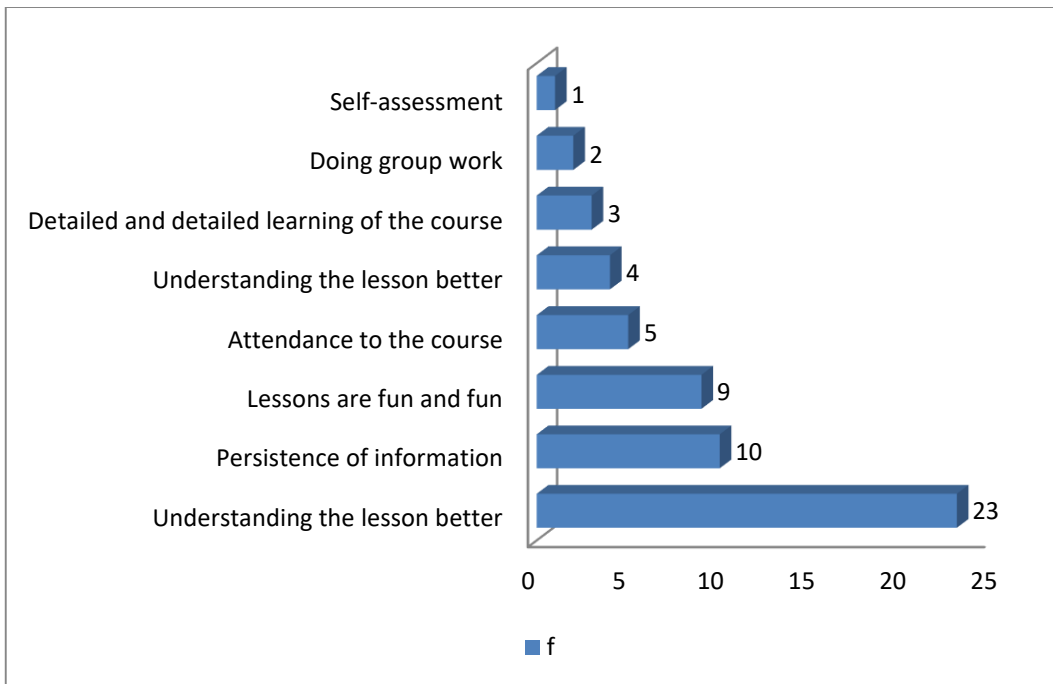 Self-assessment
1
Doing group work
2
Detailed and detailed learning of the course
3
Understanding the lesson better
4
Attendance to the course
5
Lessons are fun and fun
9
Persistence of information
10
Understanding the lesson better
23
0 5 10 15 20 25
f